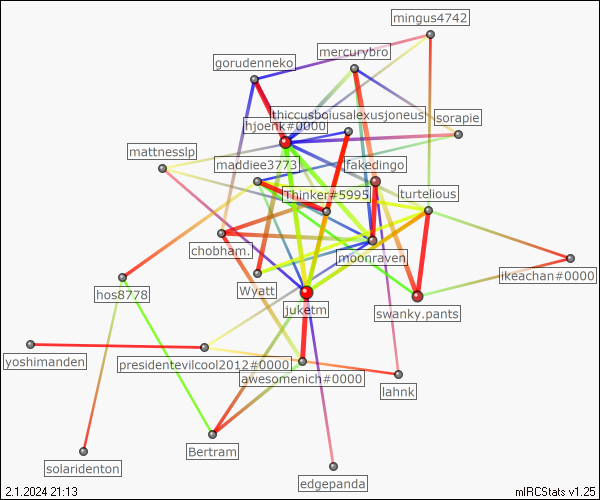 mingus4742
mercurybro
gorudenneko
thiccusboiusalexusjoneus
sorapie
hjoenk#0000
mattnesslp
maddiee3773
fakedingo
Thinker#5995
turtelious
chobham.
moonraven
ikeachan#0000
Wyatt
hos8778
juketm
swanky.pants
yoshimanden
presidentevilcool2012#0000
awesomenich#0000
lahnk
Bertram
solaridenton
edgepanda
2.1.2024 21:13
mIRCStats v1.25